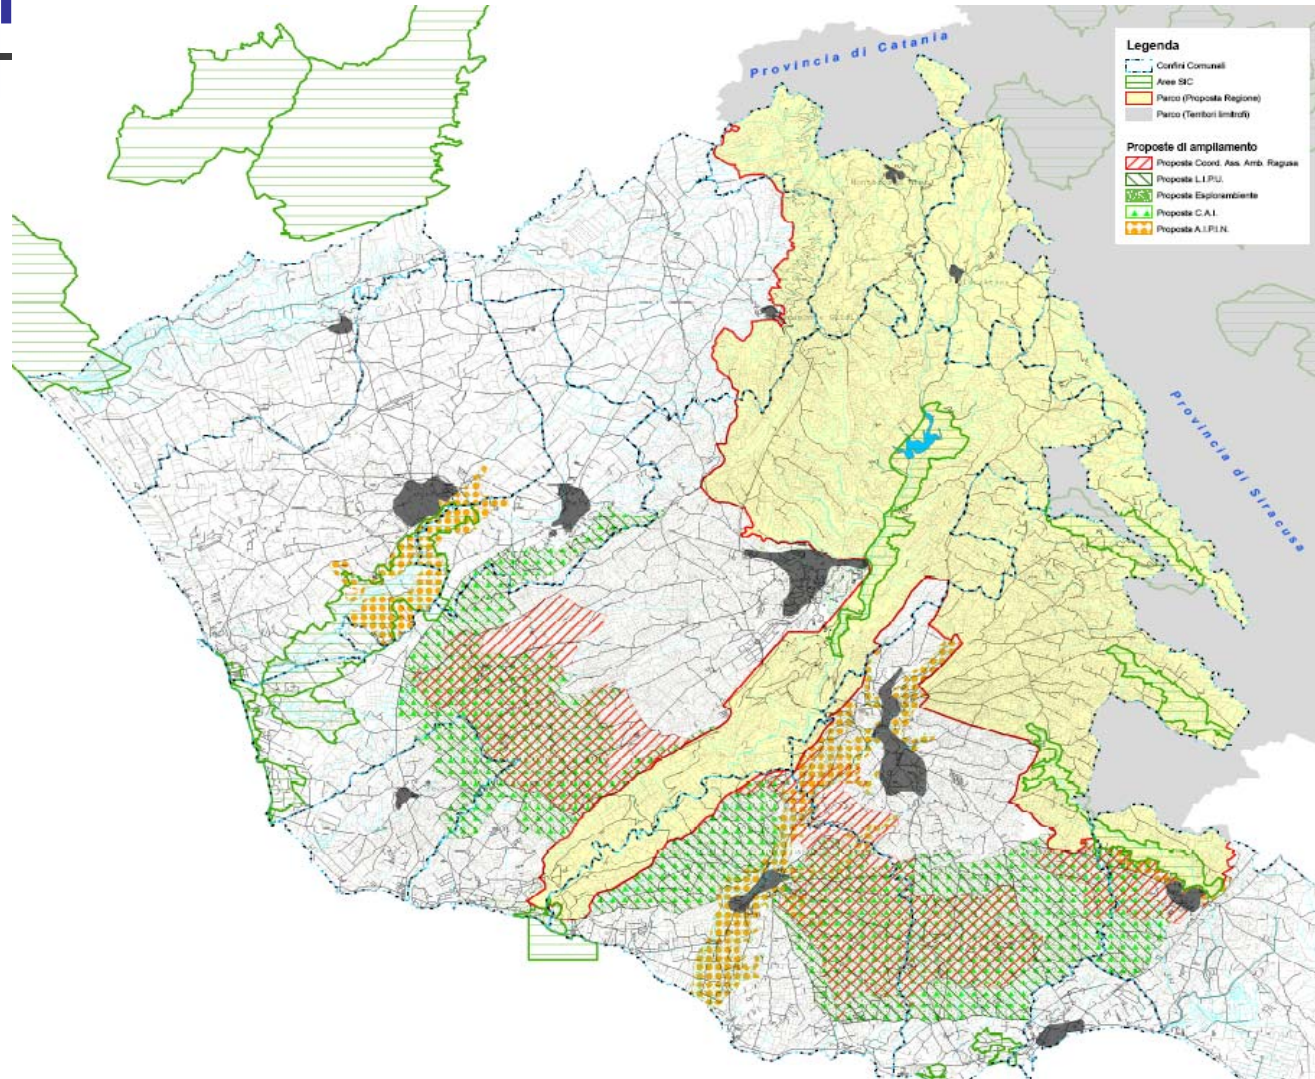 Provincia di Catania
Legenda
Confini Comunali
Aree SIC
Parco (Proposta Regione)
Parco (Territori limitrofi)
Proposte di ampliamento
Proposta Coord. Ass. Amb. Ragusa
Proposta L.I.P.U.
Proposta Esplorambiente
Proposta C.A.I.
Proposta A.I.P.I.N.
Provincia di Siracusa